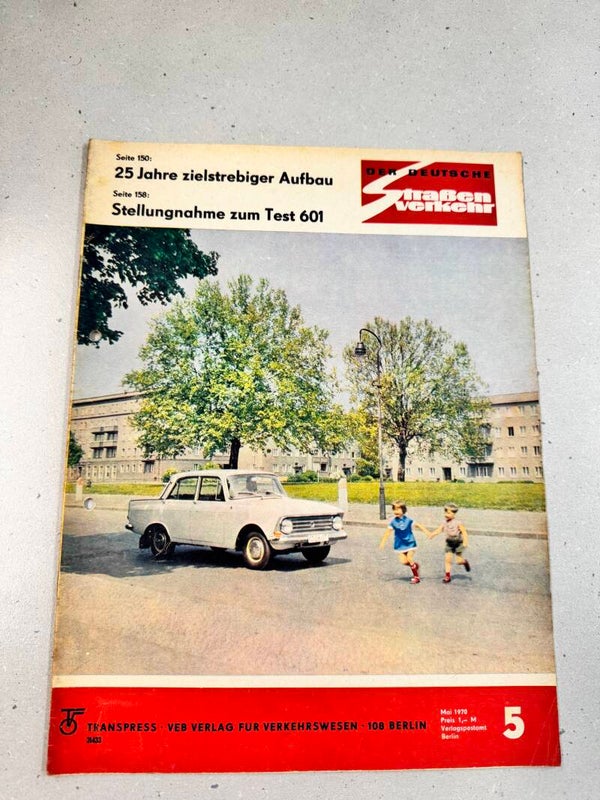 Seite 150:
25 Jahre zielstrebiger Aufbau
Seite 158:
Stellungnahme zum Test 601
DER DEUTSCHE
Straßen
verkehr
TRANSPRESS · VEB VERLAG FÜR VERKEHRSWESEN · 108 BERLIN
31433
Mai 1970
Preis 1,– M
Verlagspostamt
Berlin
5